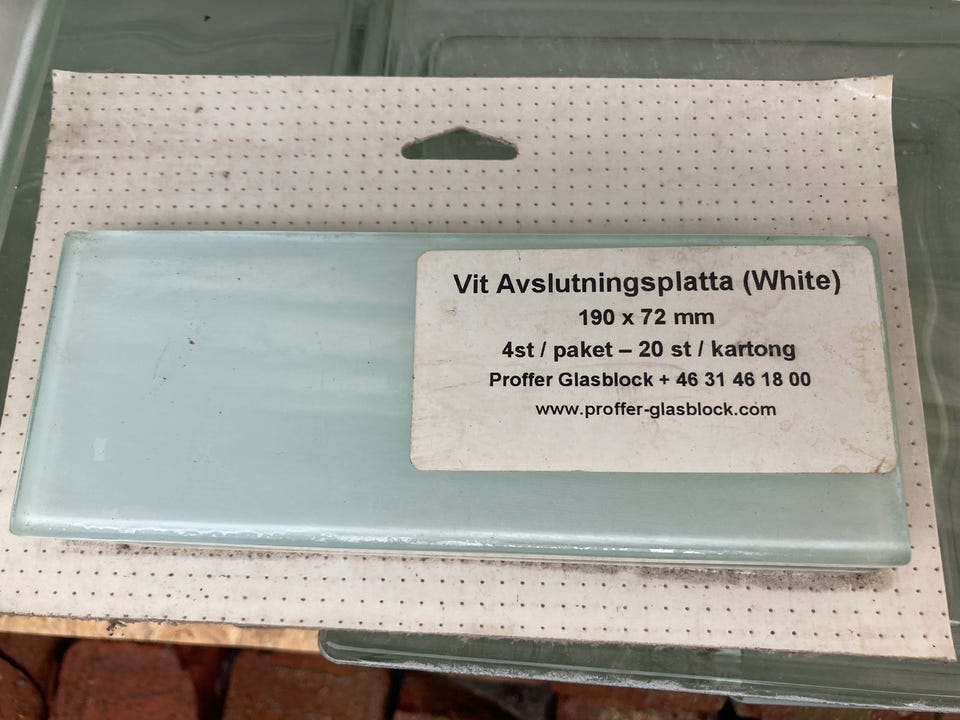 Vit Avslutningsplatta (White)
190 x 72 mm
4st / paket – 20 st / kartong
Proffer Glasblock + 46 31 46 18 00
www.proffer-glasblock.com